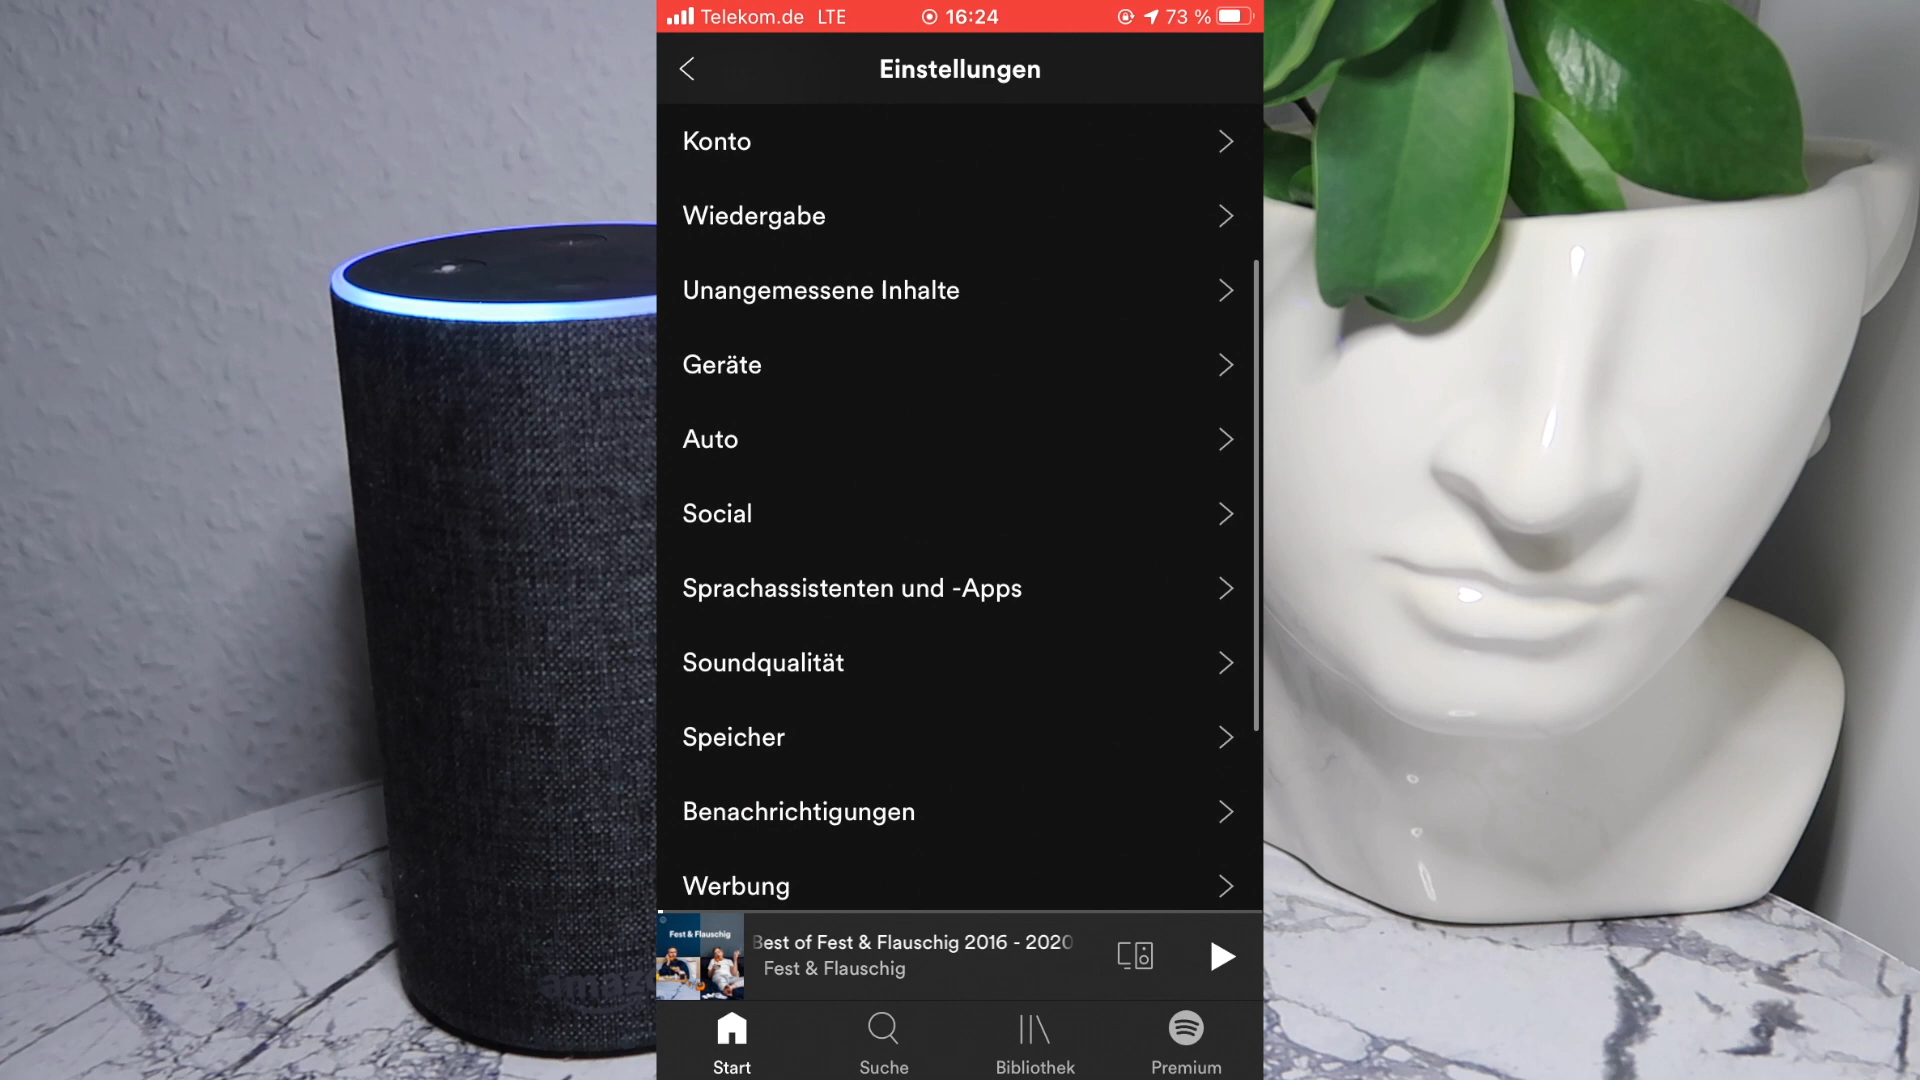 Telekom.de LTE 16:24 73 %
Einstellungen
Konto
Wiedergabe
Unangemessene Inhalte
Geräte
Auto
Social
Sprachassistenten und -Apps
Soundqualität
Speicher
Benachrichtigungen
Werbung
Fest & Flauschig
Best of Fest & Flauschig 2016 - 2020
Fest & Flauschig
Start Suche Bibliothek Premium